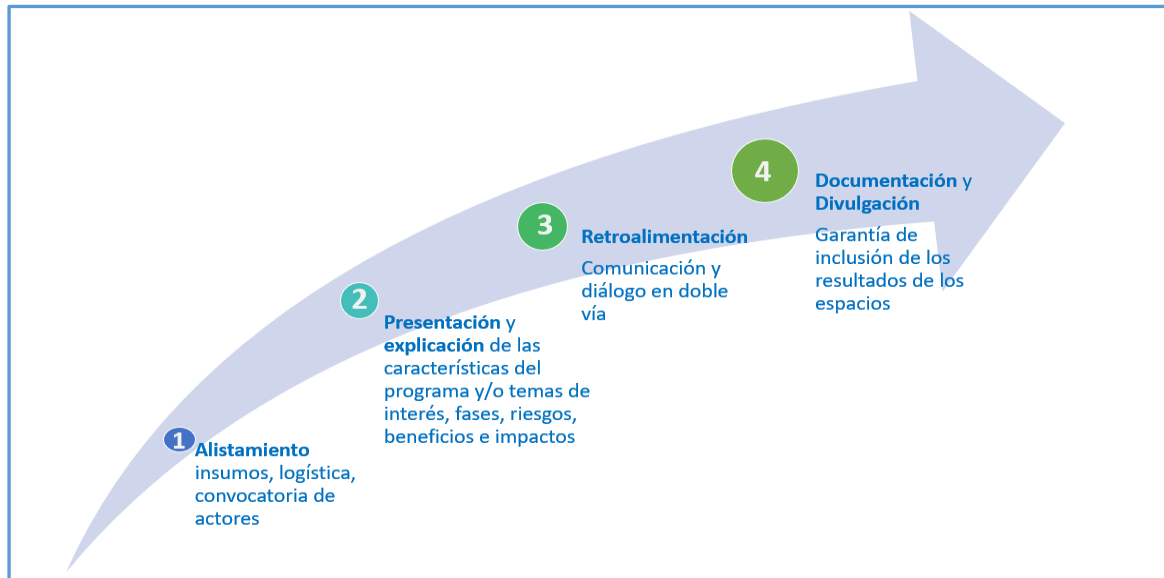 1
Alistamiento
insumos, logística,
convocatoria de
actores
2
Presentación y
explicación de las
características del
programa y/o temas de
interés, fases, riesgos,
beneficios e impactos
3
Retroalimentación
Comunicación y
diálogo en doble
vía
4
Documentación y
Divulgación
Garantía de
inclusión de los
resultados de los
espacios